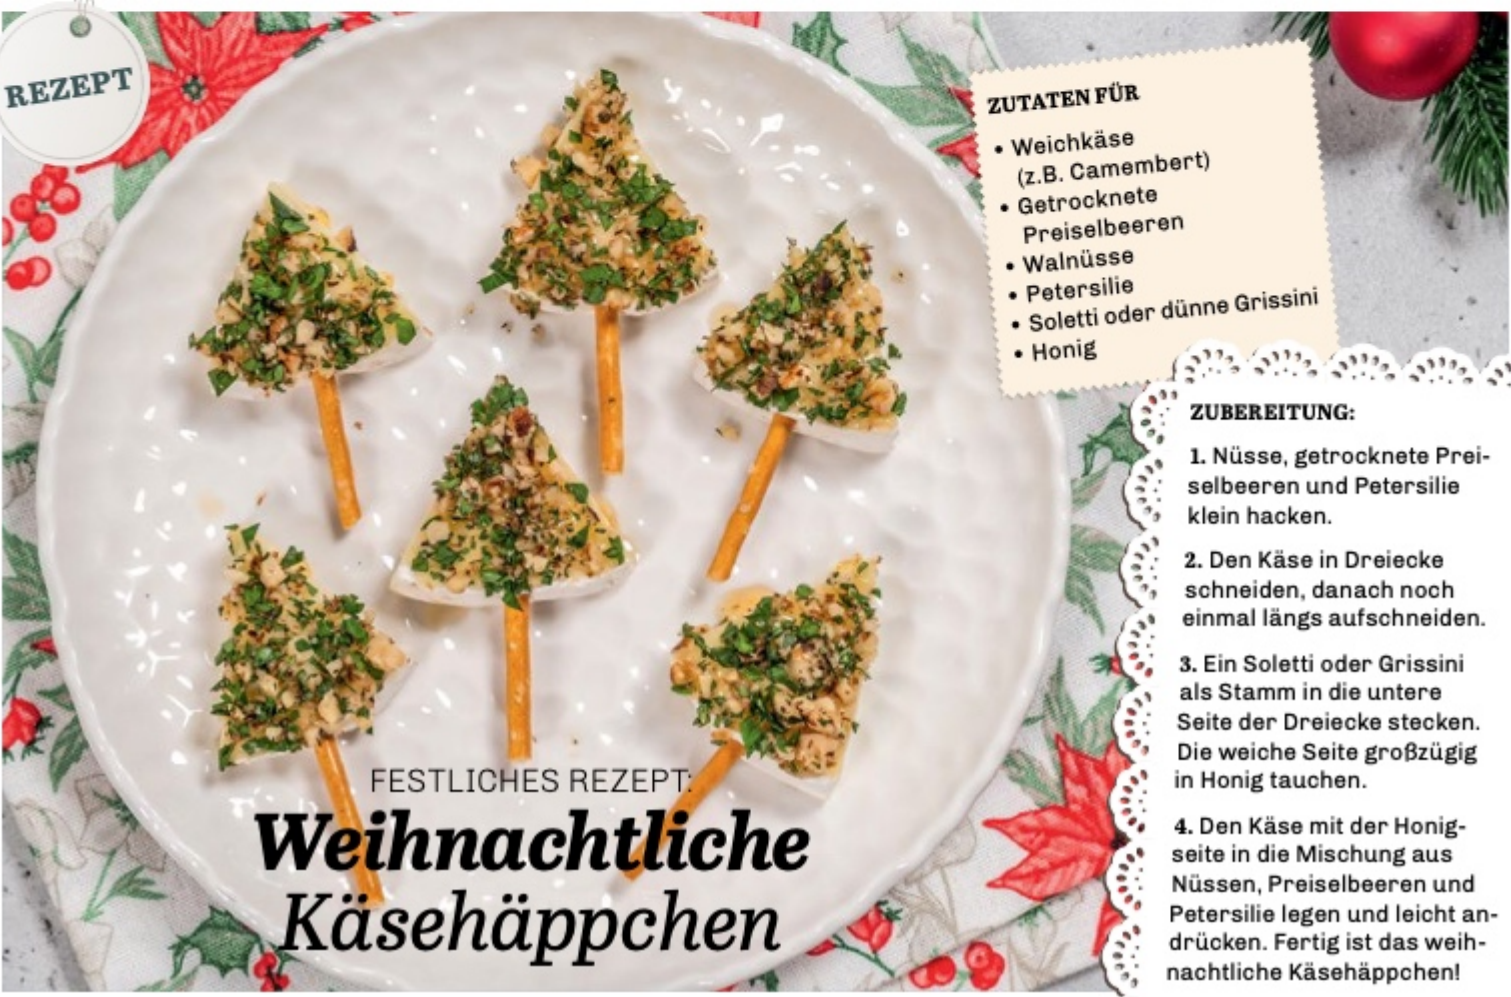 REZEPT
ZUTATEN FÜR
• Weichkäse
(z.B. Camembert)
• Getrocknete
Preiselbeeren
• Walnüsse
• Petersilie
• Soletti oder dünne Grissini
• Honig
ZUBEREITUNG:
1. Nüsse, getrocknete Prei-
selbeeren und Petersilie
klein hacken.
2. Den Käse in Dreiecke
schneiden, danach noch
einmal längs aufschneiden.
3. Ein Soletti oder Grissini
als Stamm in die untere
Seite der Dreiecke stecken.
Die weiche Seite großzügig
in Honig tauchen.
4. Den Käse mit der Honig-
seite in die Mischung aus
Nüssen, Preiselbeeren und
Petersilie legen und leicht an-
drücken. Fertig ist das weih-
nachtliche Käsehäppchen!
FESTLICHES REZEPT:
Weihnachtliche
Käsehäppchen